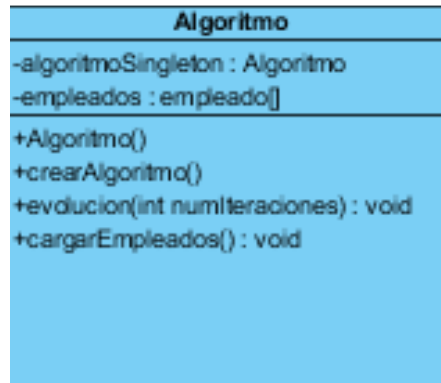 Algoritmo
-algoritmoSingleton : Algoritmo
-empleados : empleado[]
+Algoritmo()
+crearAlgoritmo()
+evolucion(int numIteraciones) : void
+cargarEmpleados() : void